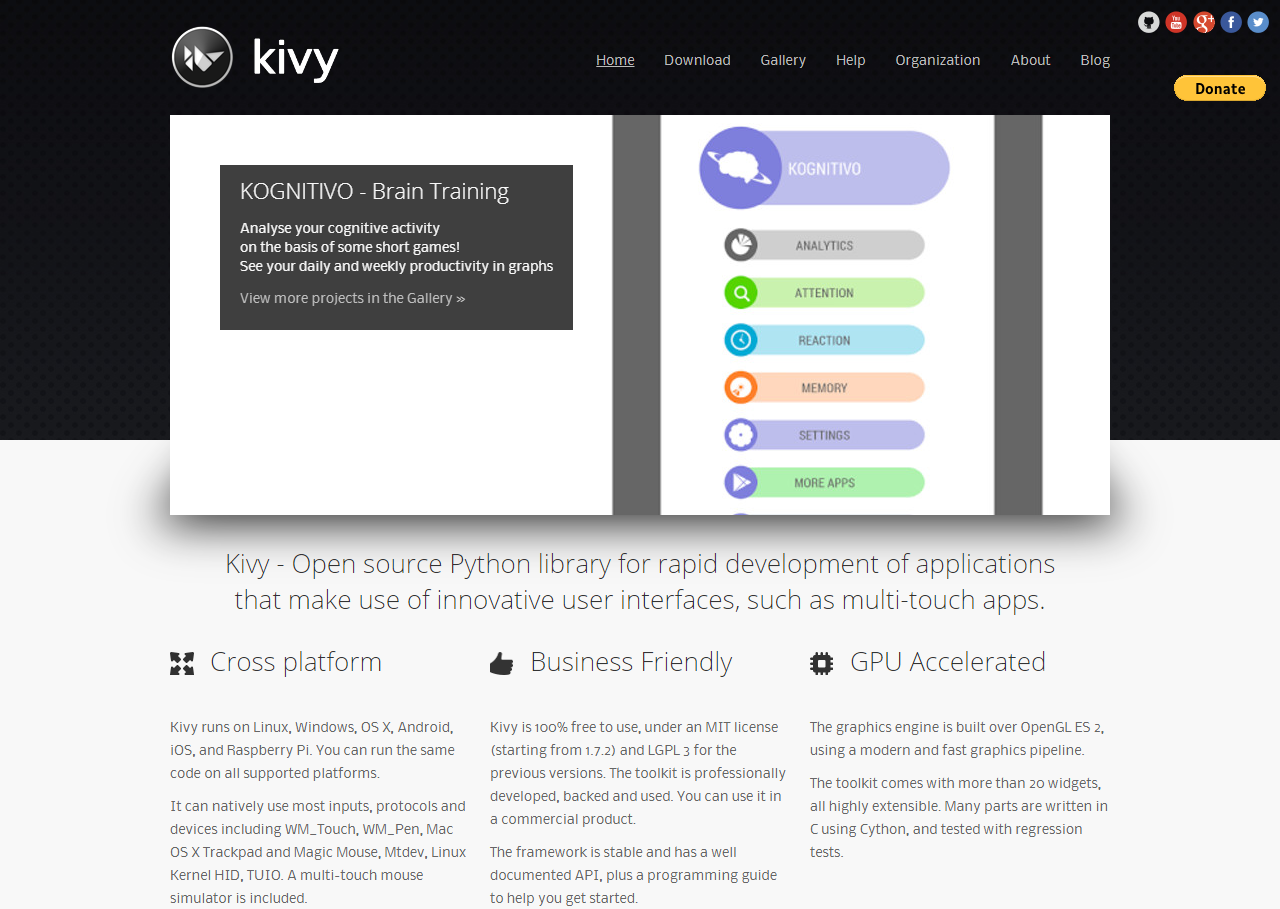 kivy
Home Download Gallery Help Organization About Blog
Donate
KOGNITIVO - Brain Training
Analyse your cognitive activity
on the basis of some short games!
See your daily and weekly productivity in graphs
View more projects in the Gallery »
KOGNITIVO
ANALYTICS
ATTENTION
REACTION
MEMORY
SETTINGS
MORE APPS
Kivy - Open source Python library for rapid development of applications
that make use of innovative user interfaces, such as multi-touch apps.
Cross platform
Kivy runs on Linux, Windows, OS X, Android,
iOS, and Raspberry Pi. You can run the same
code on all supported platforms.
It can natively use most inputs, protocols and
devices including WM_Touch, WM_Pen, Mac
OS X Trackpad and Magic Mouse, Mtdev, Linux
Kernel HID, TUIO. A multi-touch mouse
simulator is included.
Business Friendly
Kivy is 100% free to use, under an MIT license
(starting from 1.7.2) and LGPL 3 for the
previous versions. The toolkit is professionally
developed, backed and used. You can use it in
a commercial product.
The framework is stable and has a well
documented API, plus a programming guide
to help you get started.
GPU Accelerated
The graphics engine is built over OpenGL ES 2,
using a modern and fast graphics pipeline.
The toolkit comes with more than 20 widgets,
all highly extensible. Many parts are written in
C using Cython, and tested with regression
tests.